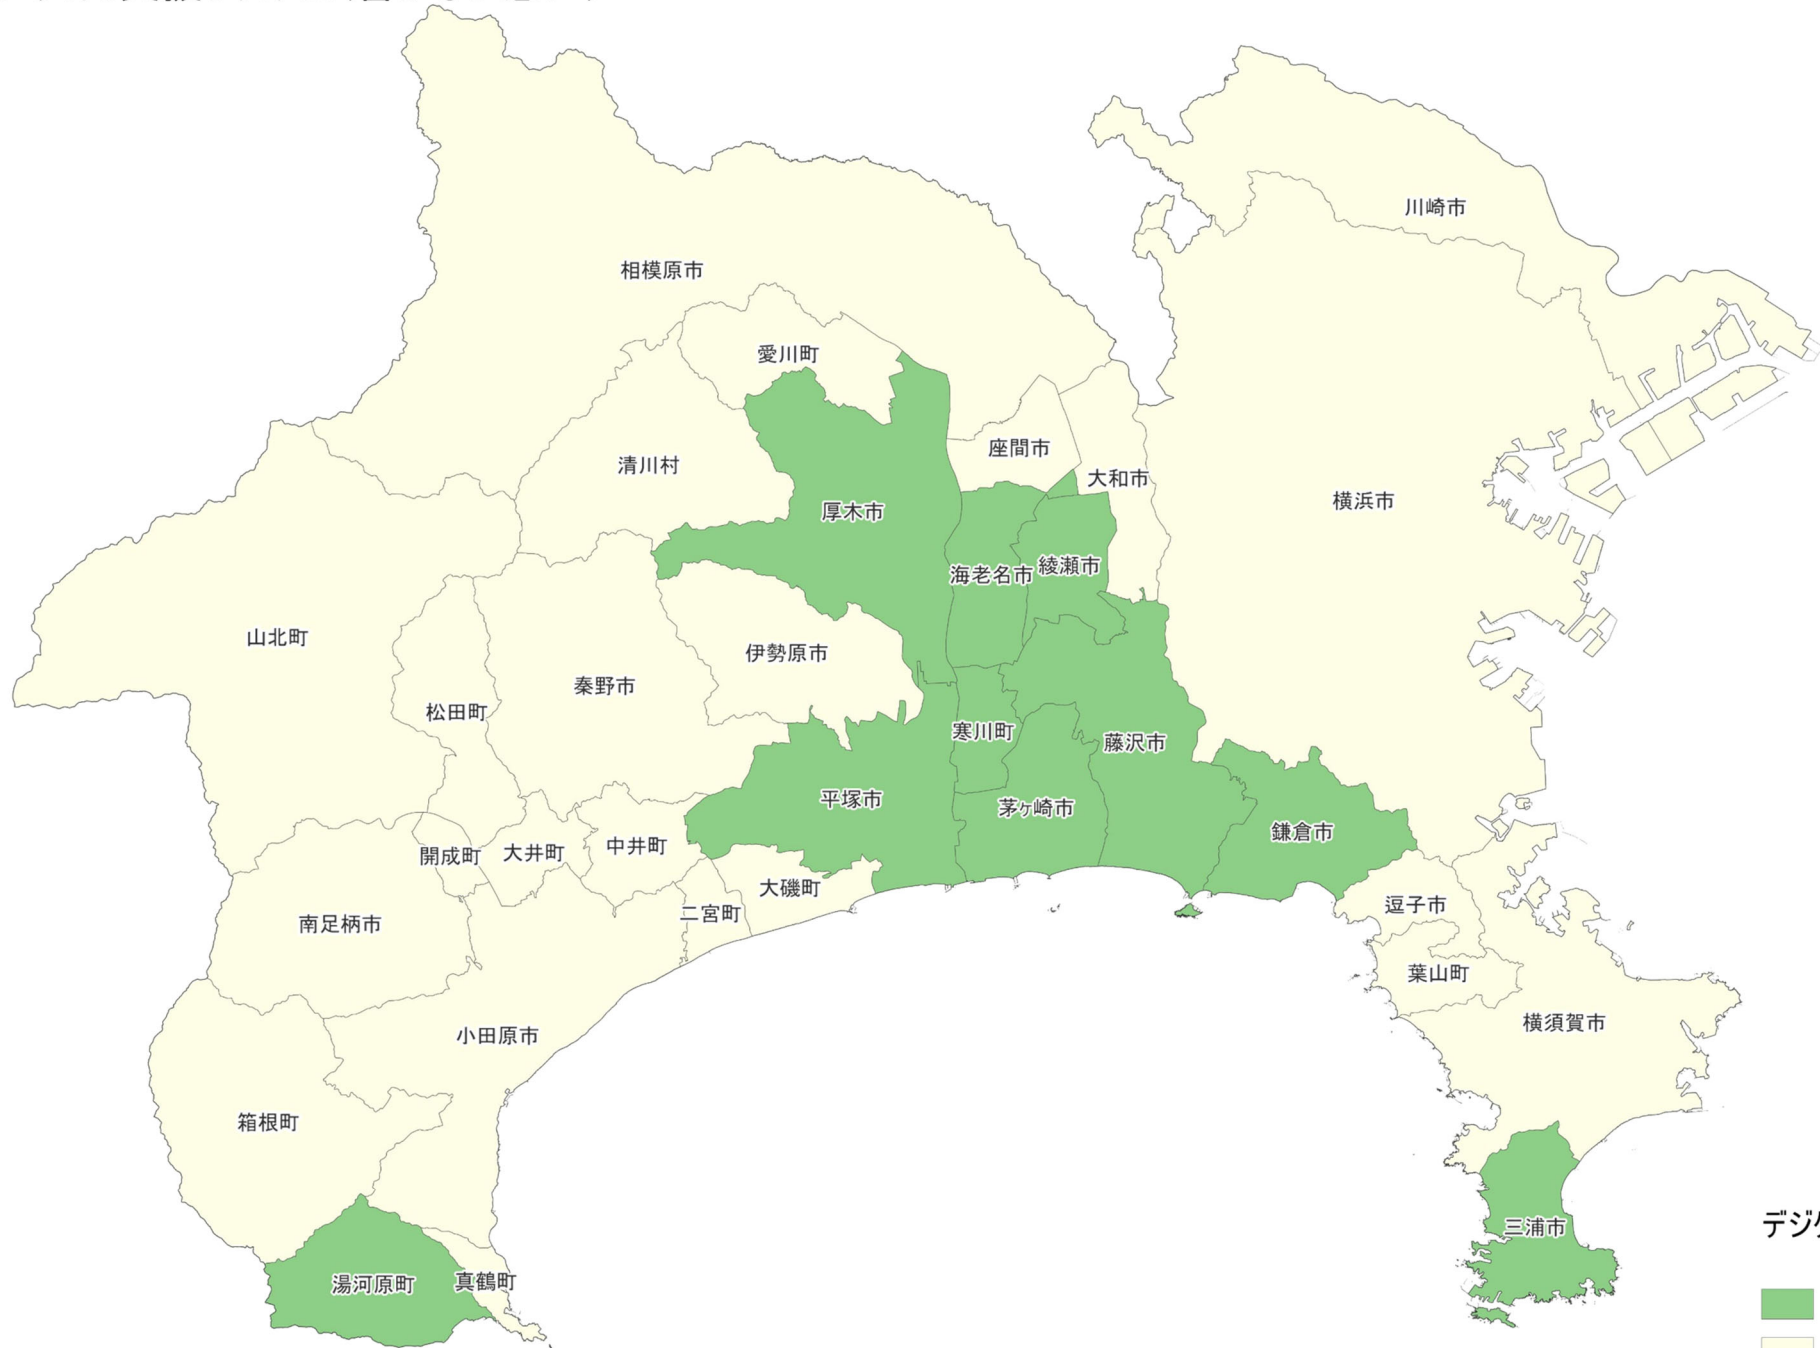 川崎市
相模原市
愛川町
座間市
大和市
清川村
横浜市
厚木市
海老名市
綾瀬市
山北町
伊勢原市
秦野市
松田町
寒川町
藤沢市
平塚市
茅ヶ崎市
鎌倉市
中井町
大井町
開成町
大磯町
逗子市
二宮町
南足柄市
葉山町
横須賀市
小田原市
箱根町
三浦市
デジ
湯河原町
真鶴町